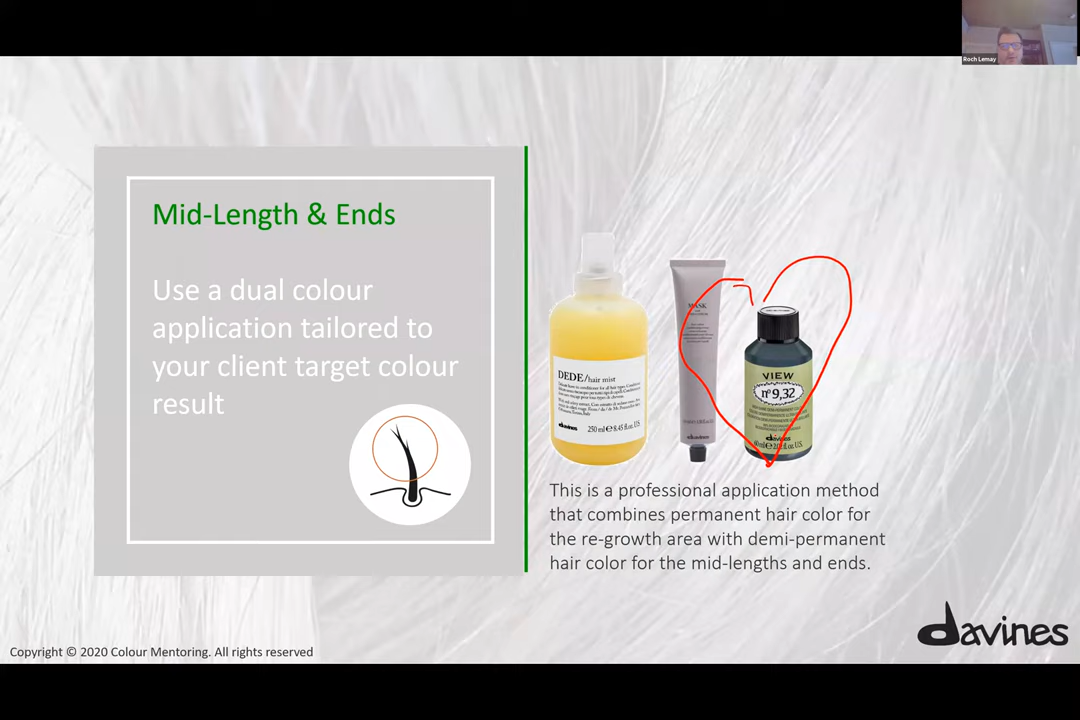 Roch Lemay
Mid-Length & Ends
Use a dual colour
application tailored to
your client target colour
result
DEDE/hair mist
davines
250 ml ℮ 8.45 fl. oz. U.S.
MASK
davines
VIEW
n° 9,32
davines
This is a professional application method
that combines permanent hair color for
the re-growth area with demi-permanent
hair color for the mid-lengths and ends.
davines
Copyright © 2020 Colour Mentoring. All rights reserved